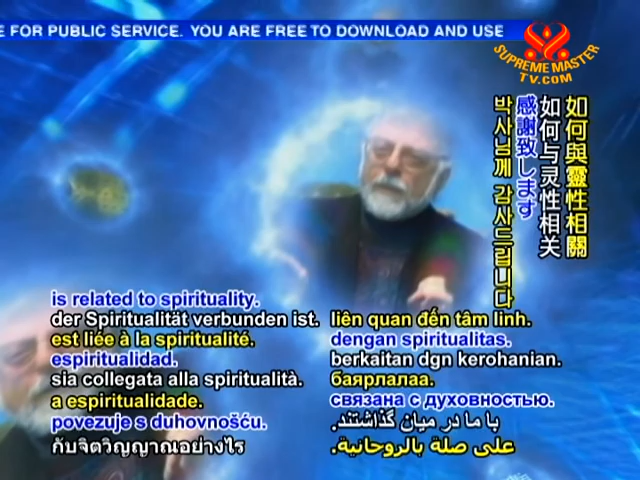 E FOR PUBLIC SERVICE. YOU ARE FREE TO DOWNLOAD AND USE
SUPREME MASTER
TV.COM
如何與靈性相關
如何与灵性相关
感謝致します
박사님께 감사드립니다
is related to spirituality.
der Spiritualität verbunden ist.
est liée à la spiritualité.
espiritualidad.
sia collegata alla spiritualità.
a espiritualidade.
povezuje s duhovnošću.
กับจิตวิญญาณอย่างไร
liên quan đến tâm linh.
dengan spiritualitas.
berkaitan dgn kerohanian.
баярлалаа.
связана с духовностью.
با ما در میان گذاشتند.
على صلة بالروحانية.